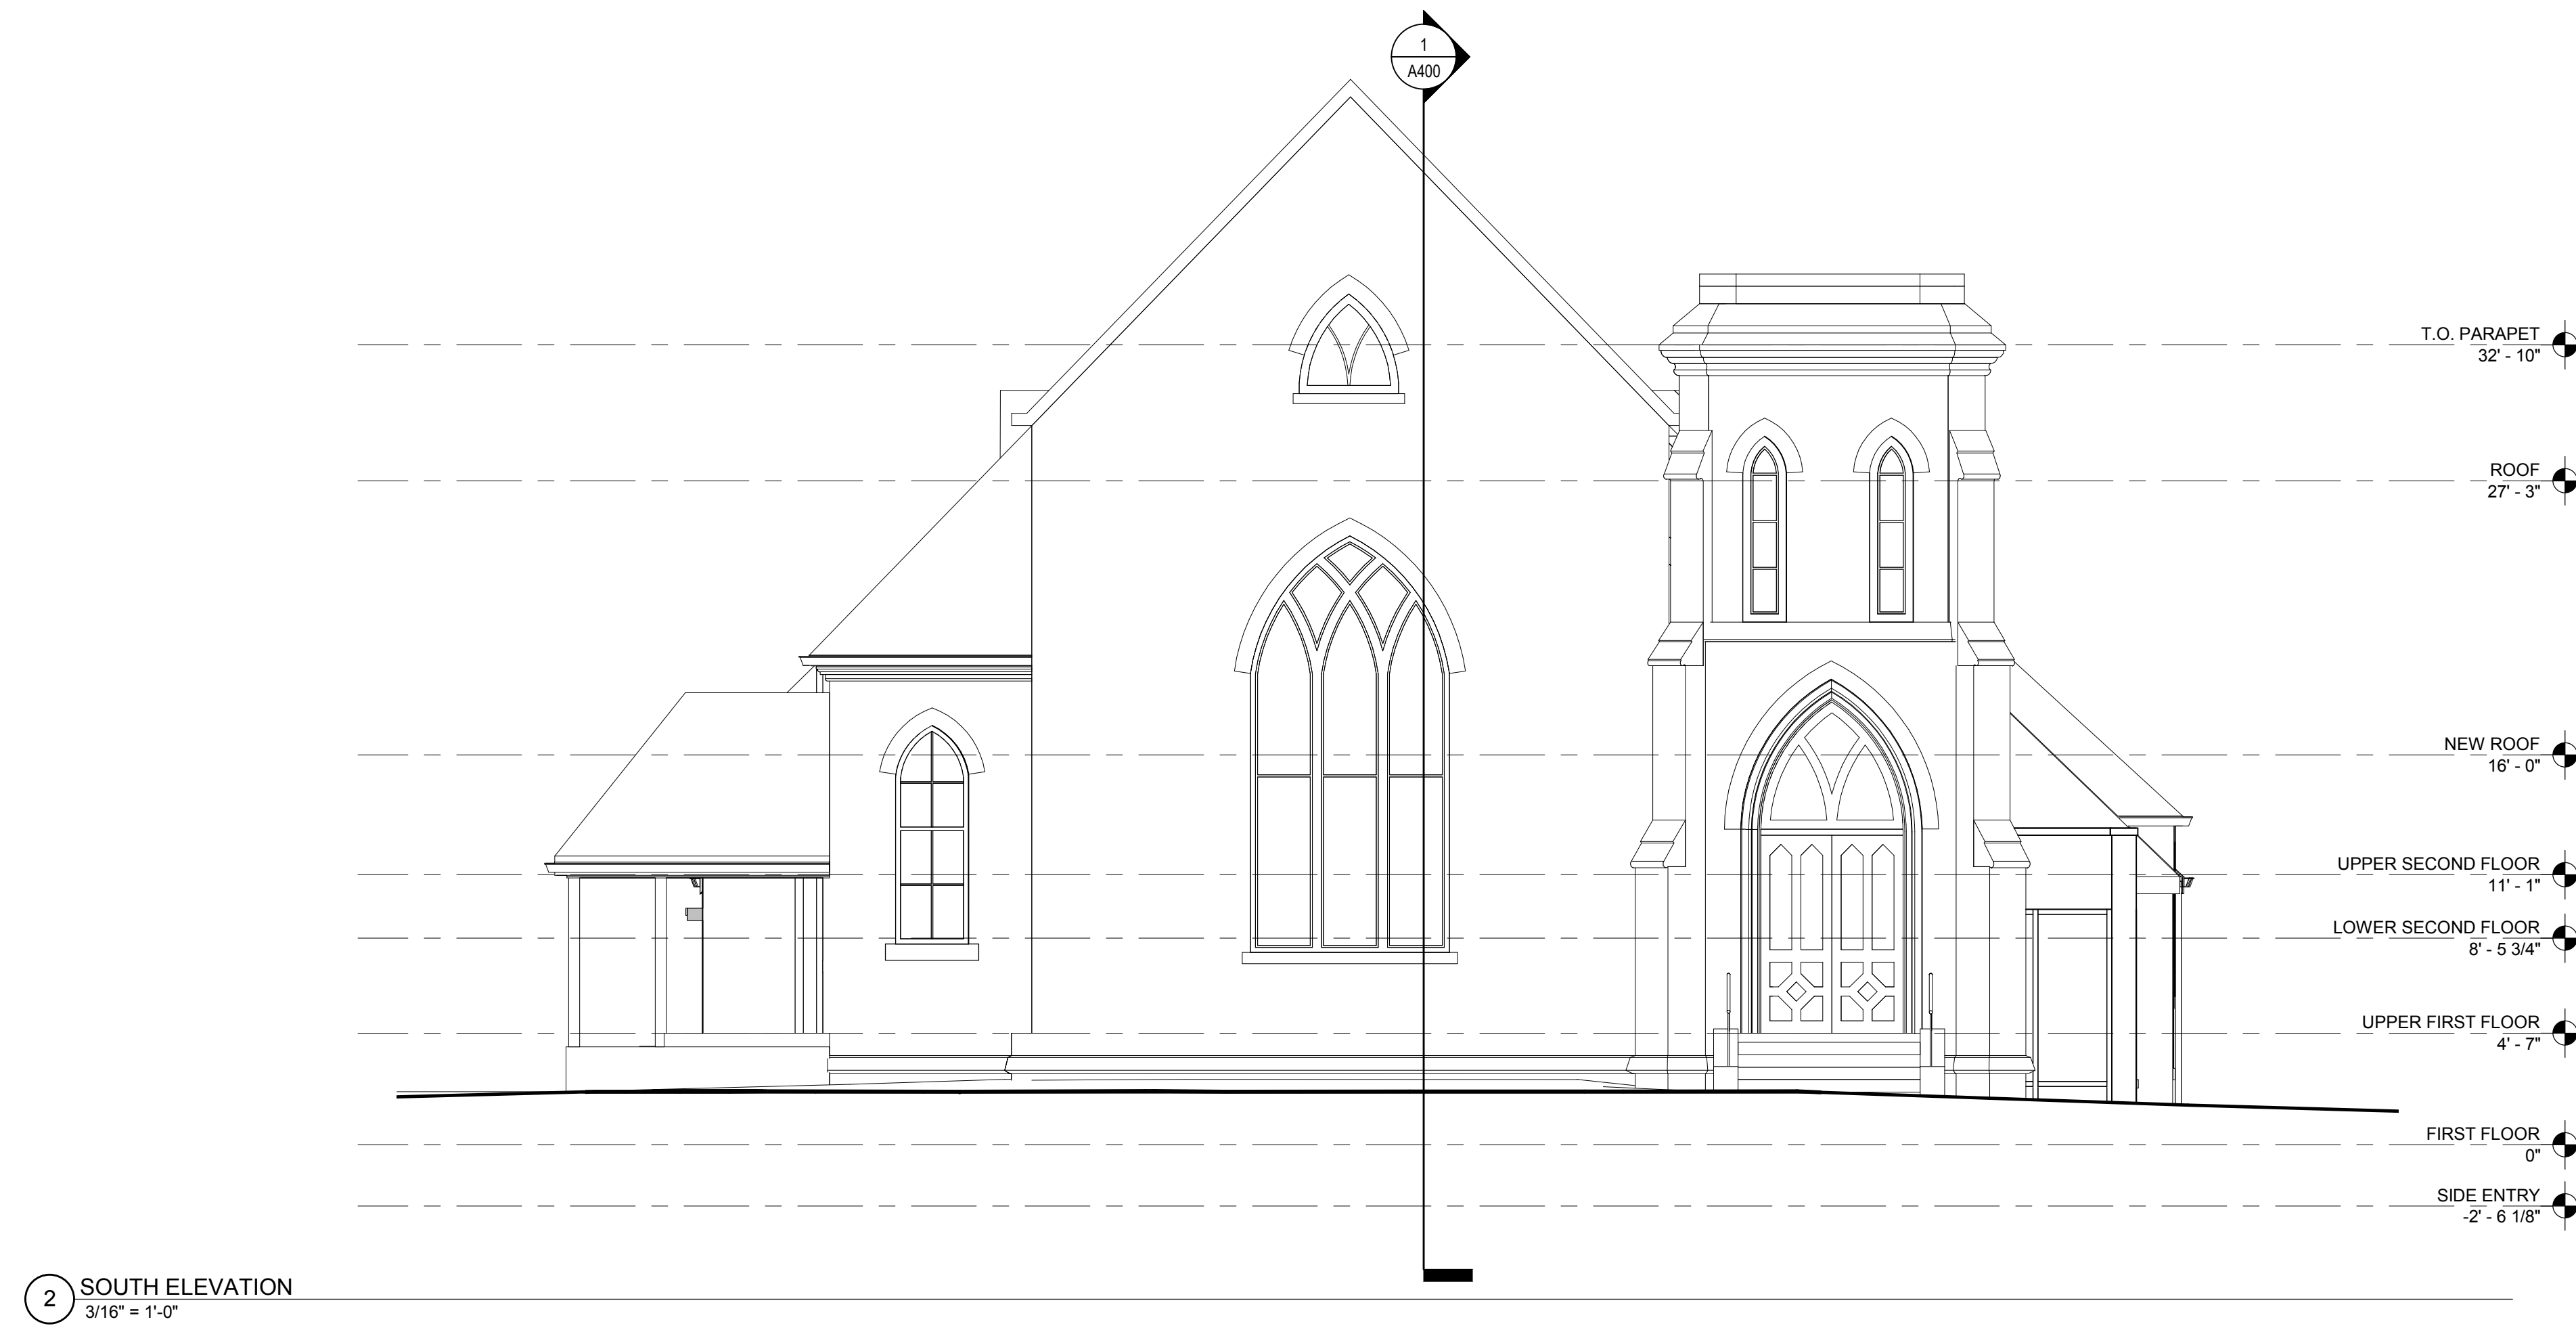 1
A400
T.O. PARAPET
32' - 10"
ROOF
27' - 3"
NEW ROOF
16' - 0"
UPPER SECOND FLOOR
11' - 1"
LOWER SECOND FLOOR
8' - 5 3/4"
UPPER FIRST FLOOR
4' - 7"
FIRST FLOOR
0"
SIDE ENTRY
-2' - 6 1/8"
2
SOUTH ELEVATION
3/16" = 1'-0"